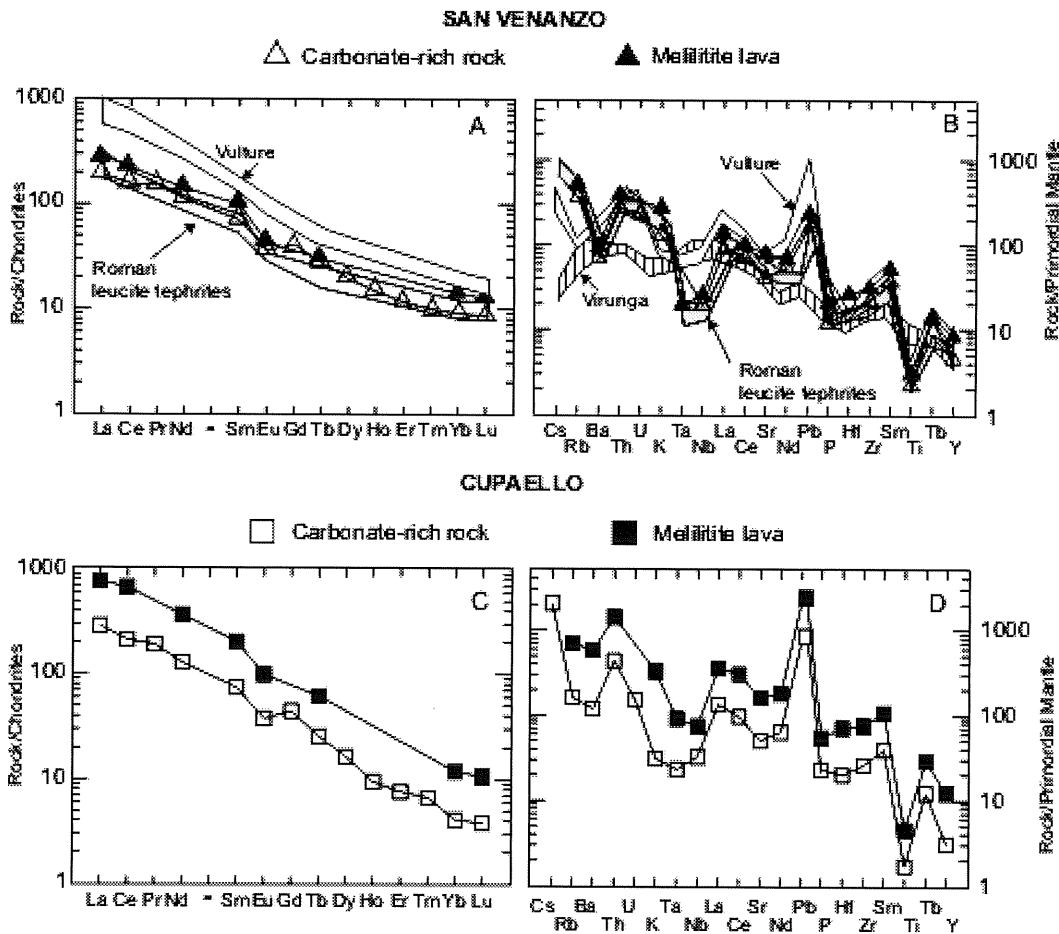 SAN VENANZO
Carbonate-rich rock Melilitite lava
A
Rock/Chondrites
1000
100
10
1
Vulture
Roman
leucite tephrites
La Ce Pr Nd - Sm Eu Gd Tb Dy Ho Er Tm Yb Lu
B
Rock/Primordial Mantle
1000
100
10
1
Vulture
Virunga
Roman
leucite tephrites
Cs Ba U Ta La Sr Pb Hf Sm Tb
Rb Th K Nb Ce Nd P Zr Ti Y
CUPAELLO
Carbonate-rich rock Melilitite lava
C
Rock/Chondrites
1000
100
10
1
La Ce Pr Nd - Sm Eu Gd Tb Dy Ho Er Tm Yb Lu
D
Rock/Primordial Mantle
1000
100
10
1
Cs Ba U Ta La Sr Pb Hf Sm Tb
Rb Th K Nb Ce Nd P Zr Ti Y